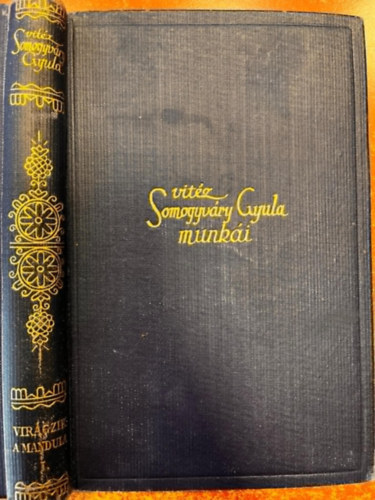 vitéz
Somogyváry
Gyula
VIRÁGZIK
A MANDULA
I.
vitéz
Somogyváry Gyula
munkái